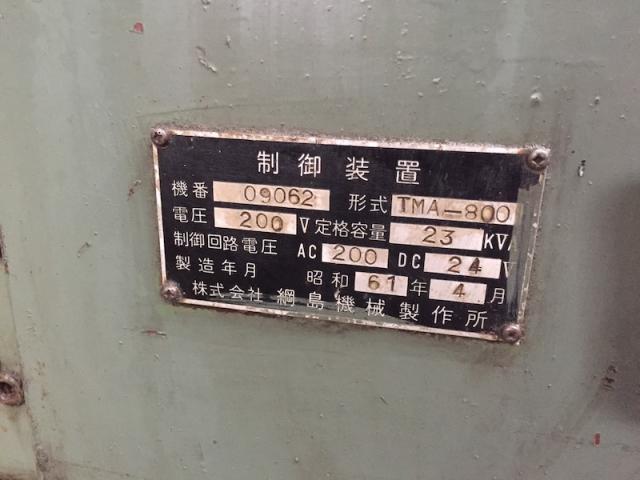 制御装置
機番 09062 形式 TMA-800
電圧 200 V 定格容量 23 KVA
制御回路電圧 AC 200 DC 24 V
製造年月 昭和 61 年 4 月
株式会社 綱島機械製作所